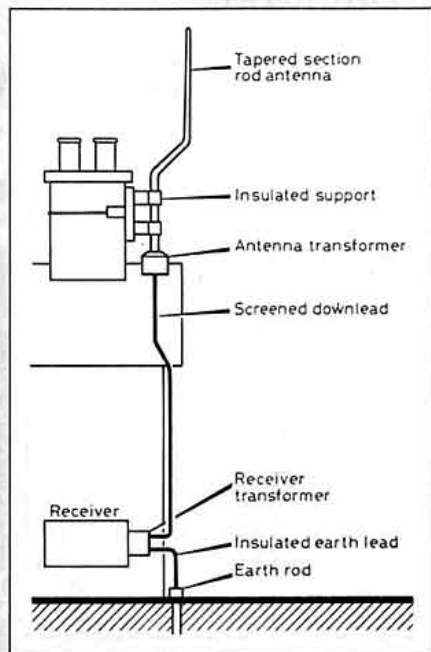 Tapered section
rod antenna
Insulated support
Antenna transformer
Screened downlead
Receiver
transformer
Receiver
Insulated earth lead
Earth rod